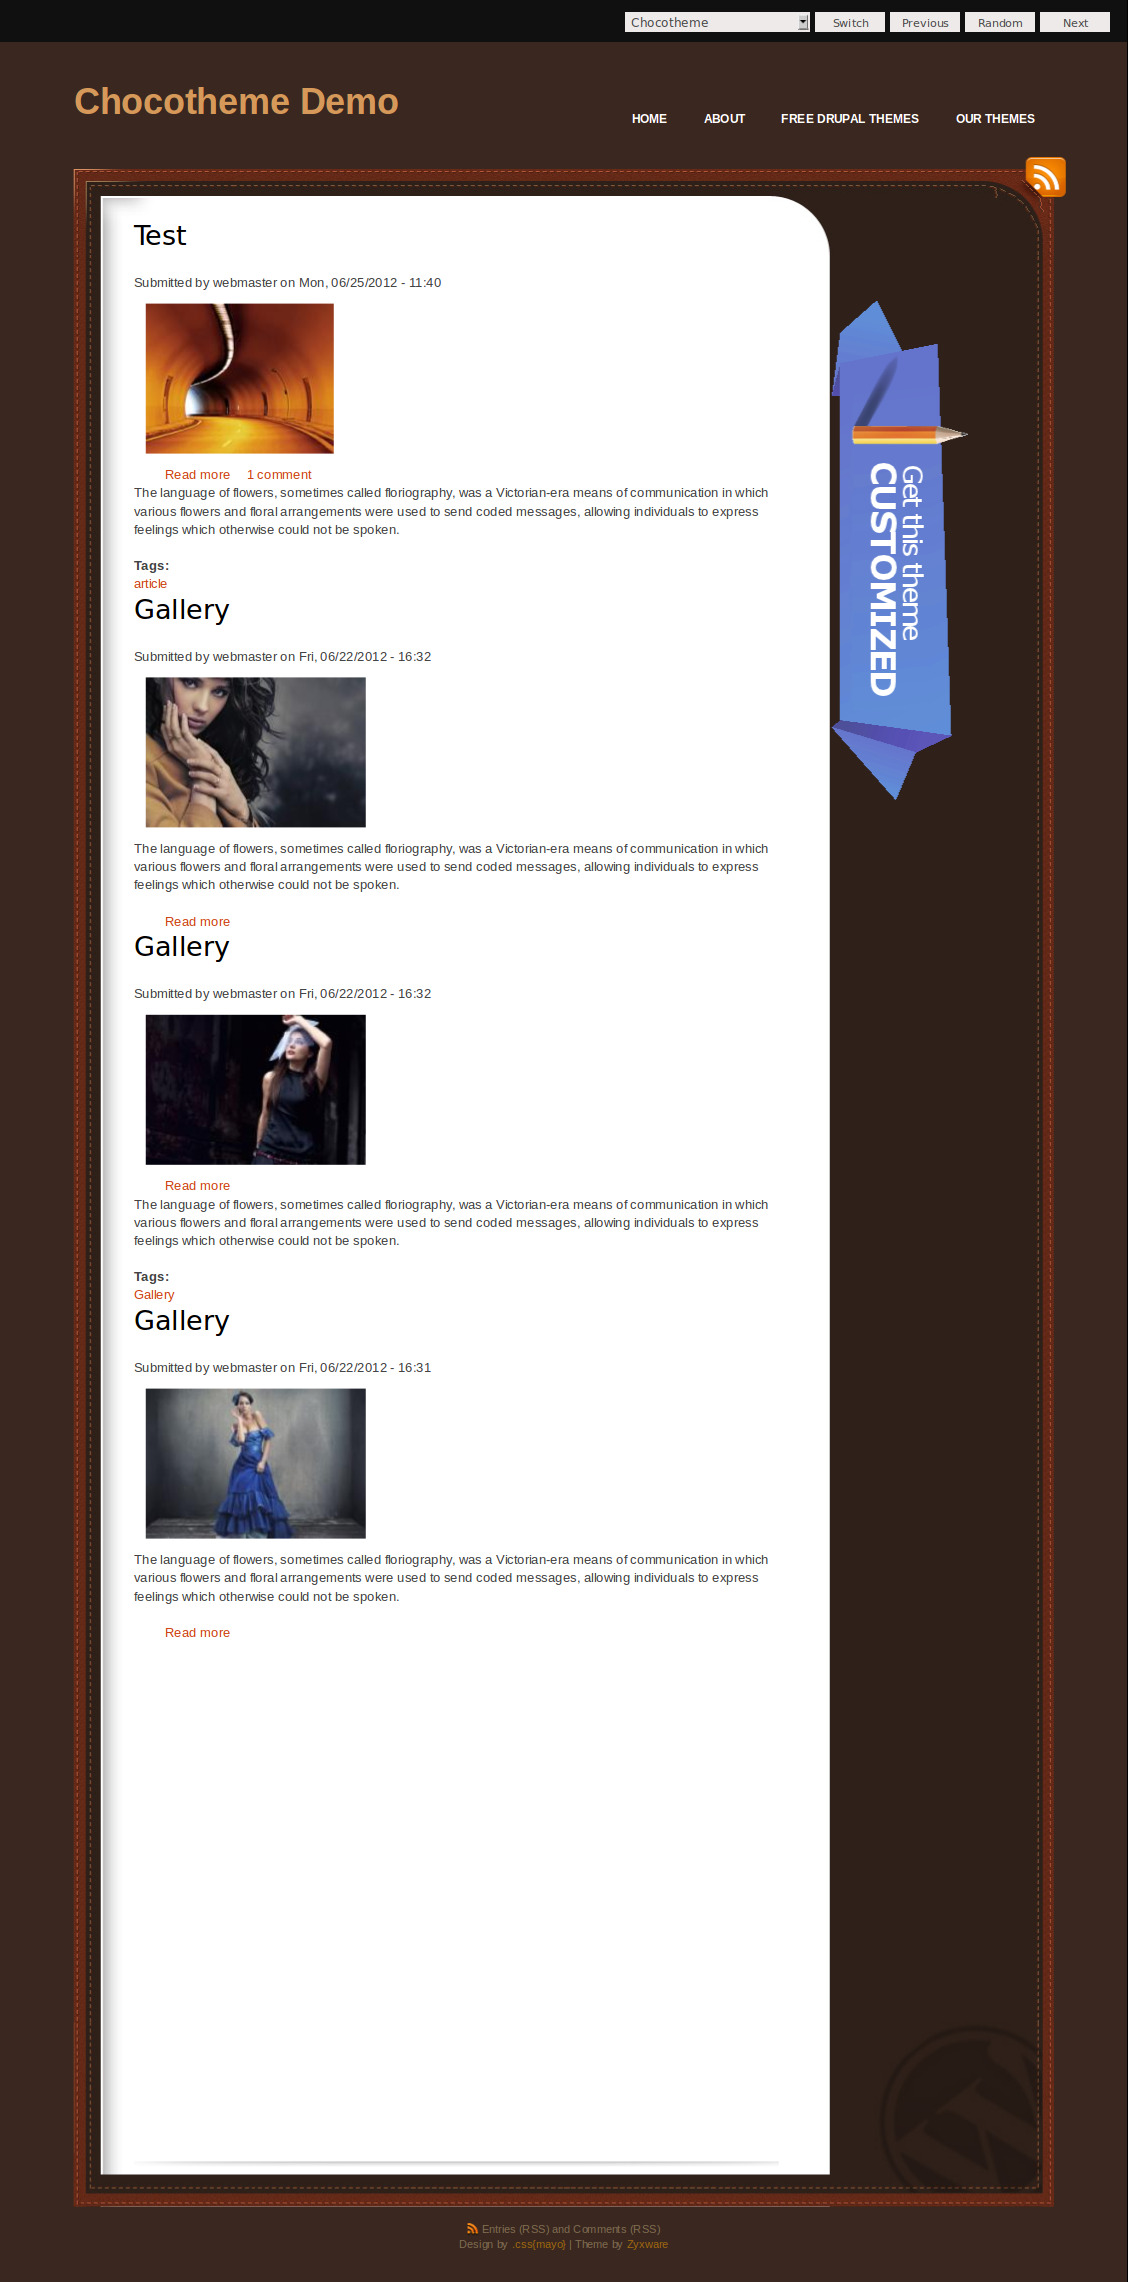 Chocotheme
Switch
Previous
Random
Next
Chocotheme Demo
HOME
ABOUT
FREE DRUPAL THEMES
OUR THEMES
Test
Submitted by webmaster on Mon, 06/25/2012 - 11:40
Read more 1 comment
The language of flowers, sometimes called floriography, was a Victorian-era means of communication in which
various flowers and floral arrangements were used to send coded messages, allowing individuals to express
feelings which otherwise could not be spoken.
Tags:
article
Gallery
Submitted by webmaster on Fri, 06/22/2012 - 16:32
The language of flowers, sometimes called floriography, was a Victorian-era means of communication in which
various flowers and floral arrangements were used to send coded messages, allowing individuals to express
feelings which otherwise could not be spoken.
Read more
Gallery
Submitted by webmaster on Fri, 06/22/2012 - 16:32
Read more
The language of flowers, sometimes called floriography, was a Victorian-era means of communication in which
various flowers and floral arrangements were used to send coded messages, allowing individuals to express
feelings which otherwise could not be spoken.
Tags:
Gallery
Gallery
Submitted by webmaster on Fri, 06/22/2012 - 16:31
The language of flowers, sometimes called floriography, was a Victorian-era means of communication in which
various flowers and floral arrangements were used to send coded messages, allowing individuals to express
feelings which otherwise could not be spoken.
Read more
Get this theme
CUSTOMIZED
Entries (RSS) and Comments (RSS)
Design by .css{mayo} | Theme by Zyxware